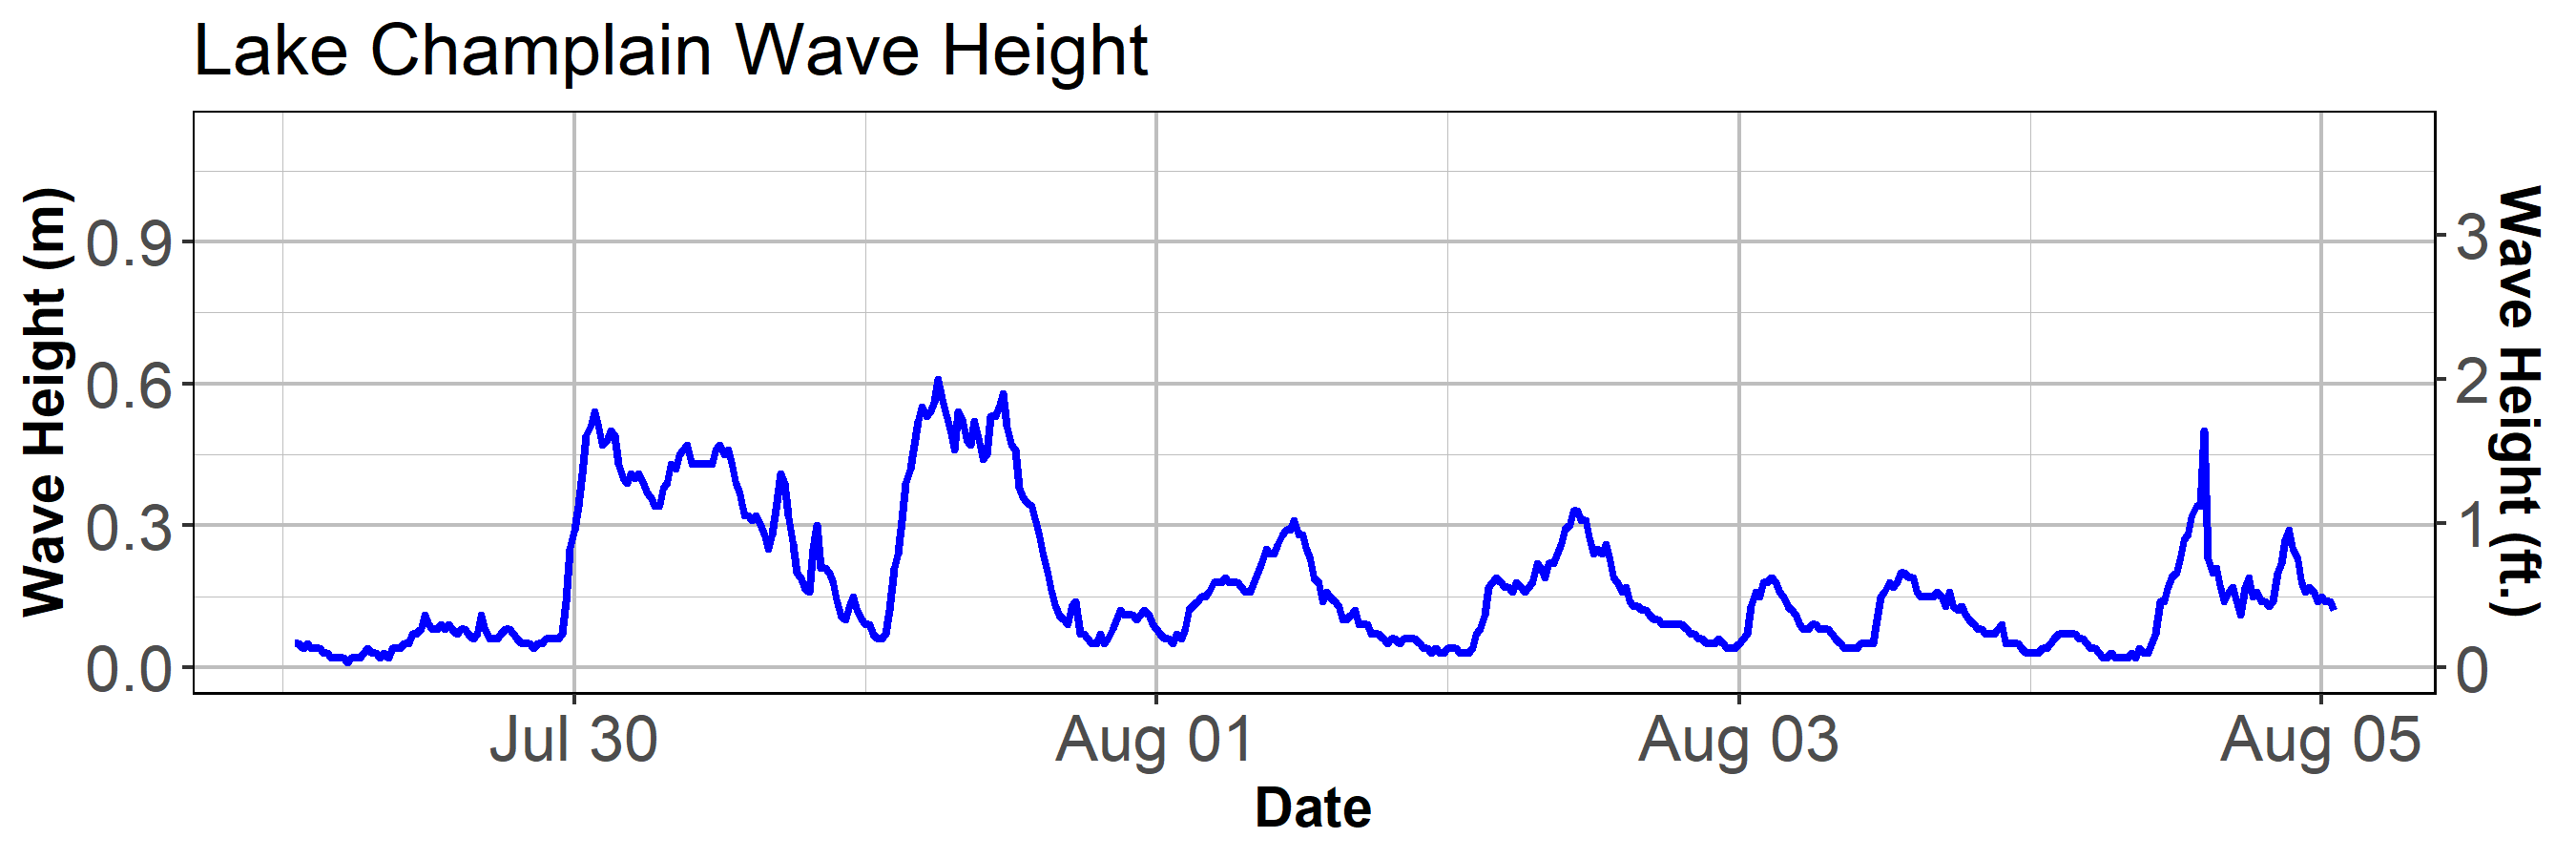 Lake Champlain Wave Height
Wave Height (m)
0.9
0.6
0.3
0.0
3
2
1
0
Wave Height (ft.)
Jul 30 Aug 01 Aug 03 Aug 05
Date